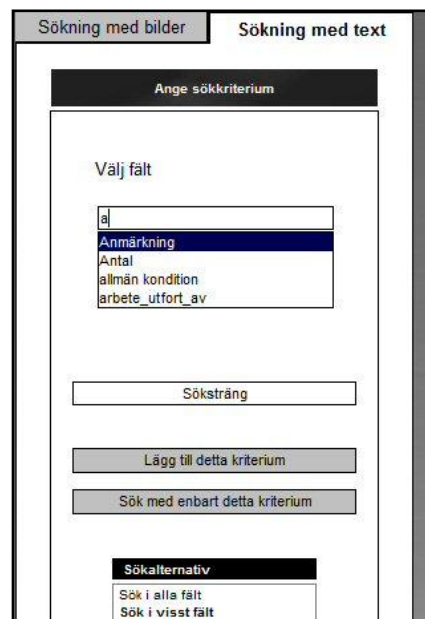 Sökning med bilder
Sökning med text
Ange sökkriterium
Välj fält
a
Anmärkning
Antal
allmän kondition
arbete_utfort_av
Söksträng
Lägg till detta kriterium
Sök med enbart detta kriterium
Sökalternativ
Sök i alla fält
Sök i visst fält